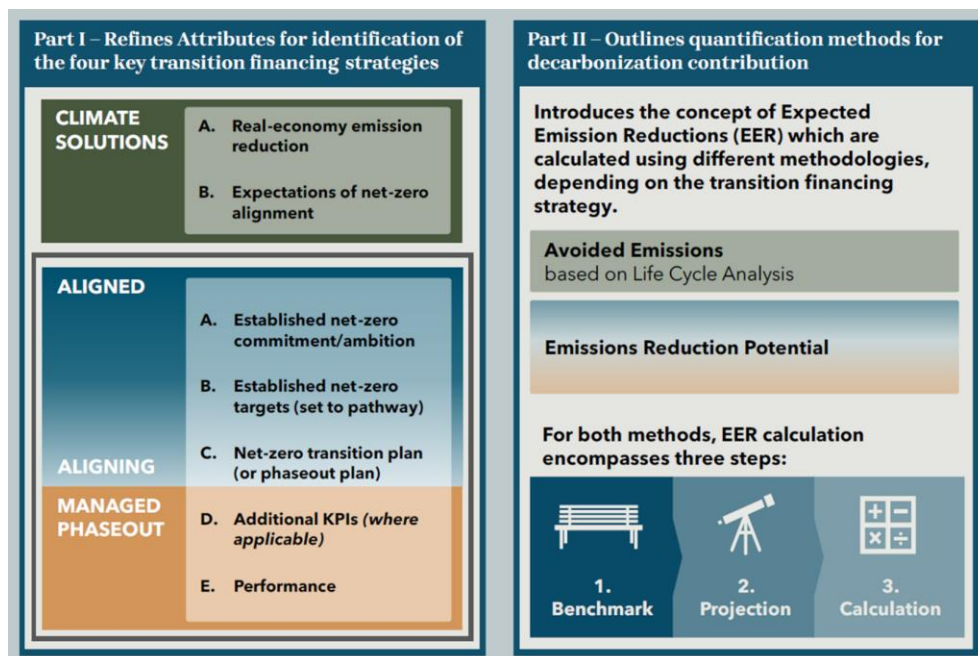 Part I – Refines Attributes for identification of
the four key transition financing strategies
CLIMATE
SOLUTIONS
A. Real-economy emission
reduction
B. Expectations of net-zero
alignment
ALIGNED
A. Established net-zero
commitment/ambition
B. Established net-zero
targets (set to pathway)
ALIGNING
C. Net-zero transition plan
(or phaseout plan)
MANAGED
PHASEOUT
D. Additional KPIs (where
applicable)
E. Performance
Part II – Outlines quantification methods for
decarbonization contribution
Introduces the concept of Expected
Emission Reductions (EER) which are
calculated using different methodologies,
depending on the transition financing
strategy.
Avoided Emissions
based on Life Cycle Analysis
Emissions Reduction Potential
For both methods, EER calculation
encompasses three steps:
1.
Benchmark
2.
Projection
3.
Calculation